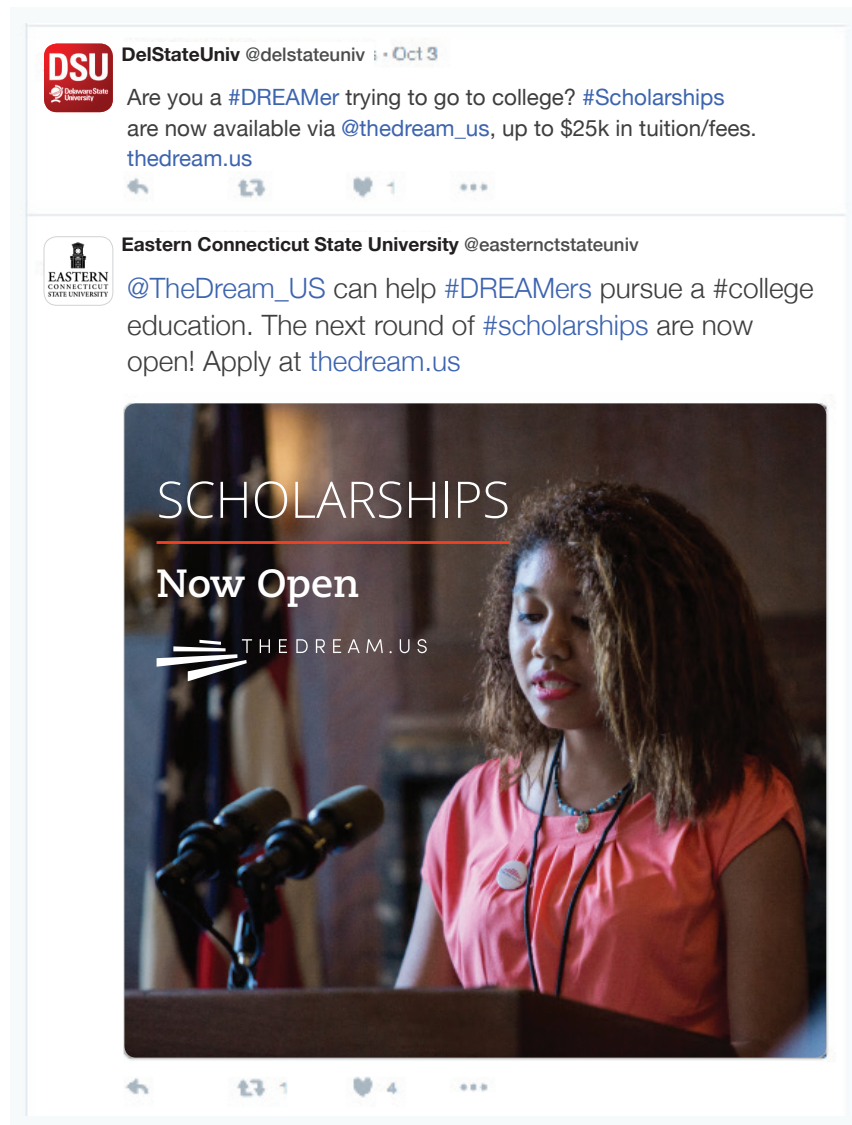 DSU
Delaware State
University
DelStateUniv @delstateuniv · Oct 3
Are you a #DREAMer trying to go to college? #Scholarships
are now available via @thedream_us, up to $25k in tuition/fees.
thedream.us
1
EASTERN
CONNECTICUT
STATE UNIVERSITY
Eastern Connecticut State University @easternctstateuniv
@TheDream_US can help #DREAMers pursue a #college
education. The next round of #scholarships are now
open! Apply at thedream.us
SCHOLARSHIPS
Now Open
THEDREAM.US
1 4